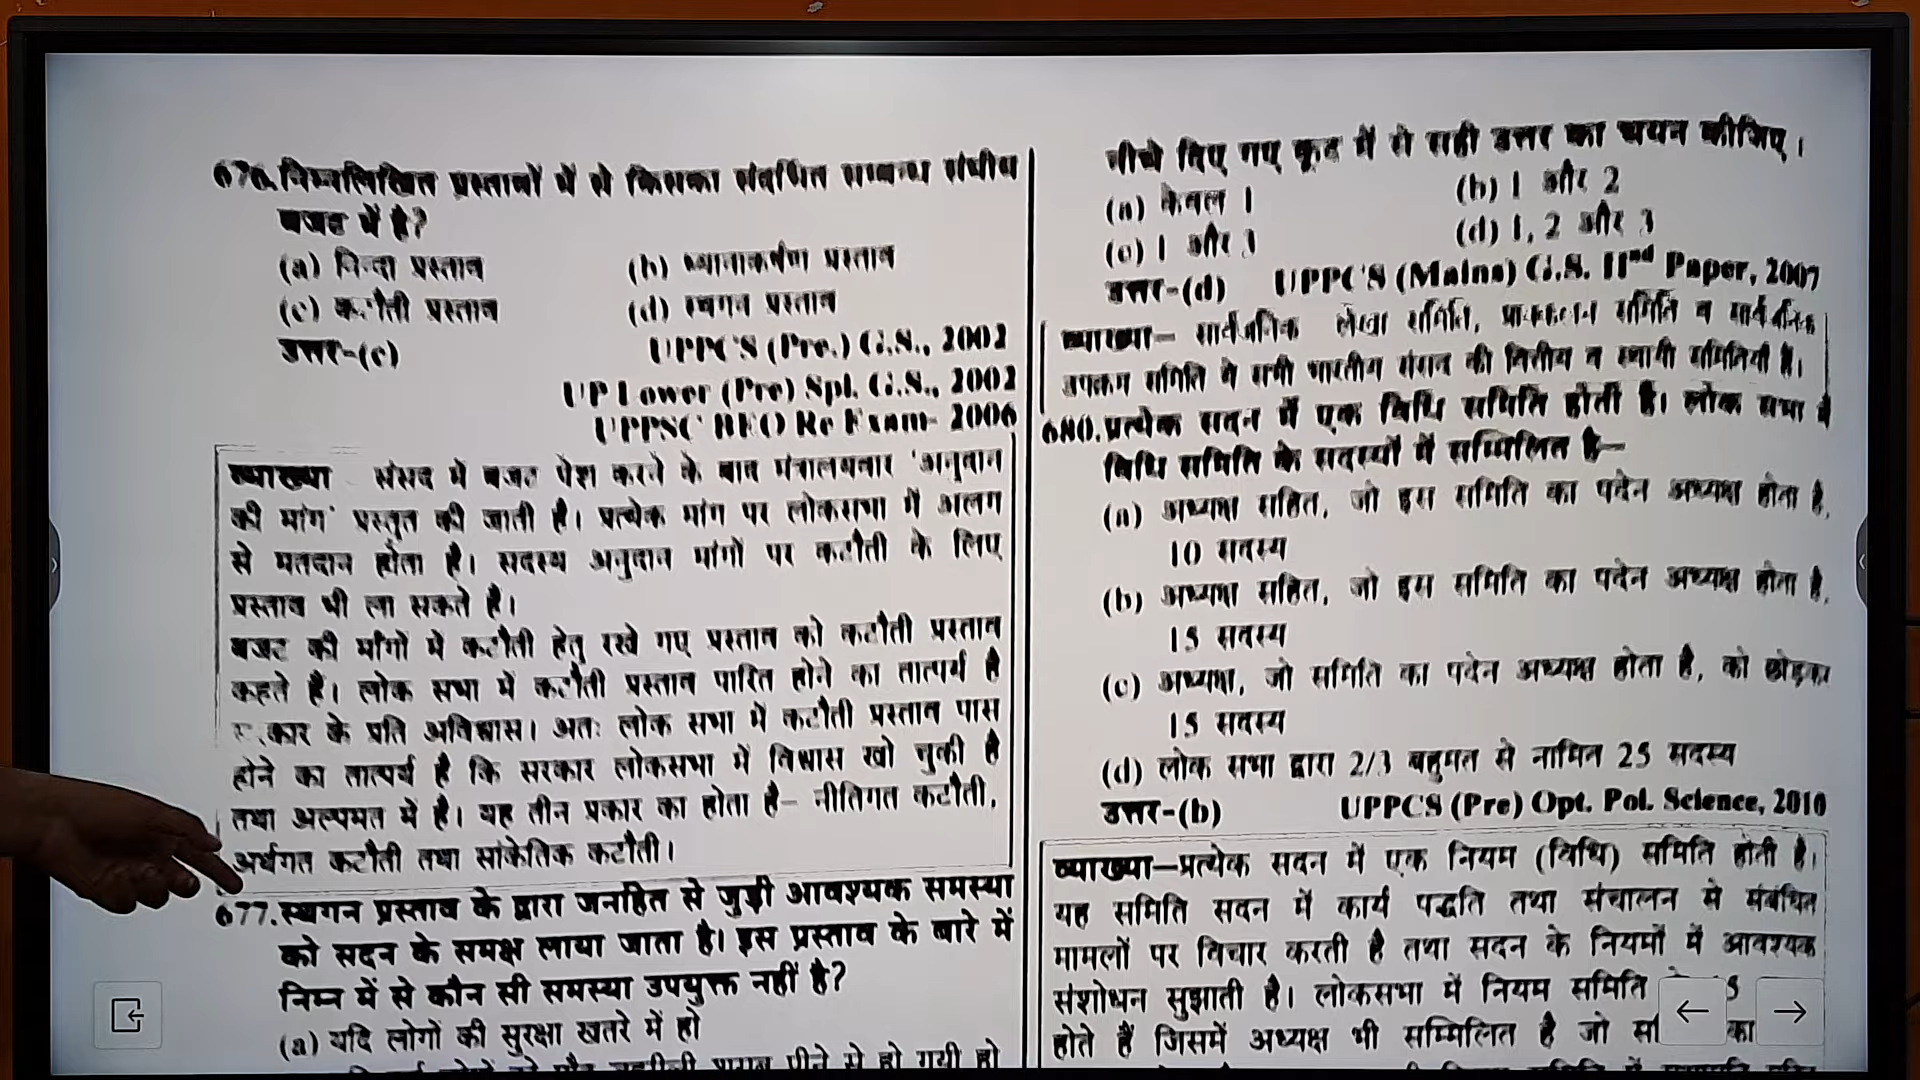 676.निम्नलिखित प्रस्तावों में से किसका संबन्धित सम्बन्ध संघीय
बजट में है?
(a) निन्दा प्रस्ताव
(b) ध्यानाकर्षण प्रस्ताव
(c) कटौती प्रस्ताव
(d) स्थगन प्रस्ताव
उत्तर-(c)
UPPCS (Pre.) G.S., 2002
UP Lower (Pre) Spl. G.S., 2002
UPPSC BEO Re Exam- 2006
व्याख्या संसद में बजट पेश करने के बाद मंत्रालयवार 'अनुदान
की मांग' प्रस्तुत की जाती है। प्रत्येक मांग पर लोकसभा में अलग
से मतदान होता है। सदस्य अनुदान मांगों पर कटौती के लिए
प्रस्ताव भी ला सकते है।
बजट की माँगों में कटौती हेतु रखे गए प्रस्ताव को कटौती प्रस्ताव
कहते हैं। लोक सभा में कटौती प्रस्ताव पारित होने का तात्पर्य है
सरकार के प्रति अविश्वास। अतः लोक सभा में कटौती प्रस्ताव पास
होने का तात्पर्य है कि सरकार लोकसभा में विश्वास खो चुकी है
तथा अल्पमत में है। यह तीन प्रकार का होता है– नीतिगत कटौती,
अर्थगत कटौती तथा सांकेतिक कटौती।
677.स्थगन प्रस्ताव के द्वारा जनहित से जुड़ी आवश्यक समस्या
को सदन के समक्ष लाया जाता है। इस प्रस्ताव के बारे में
निम्न में से कौन सी समस्या उपयुक्त नहीं है?
(a) यदि लोगों की सुरक्षा खतरे में हो
शराब पीने से हो गयी हो
नीचे दिए गए कूट में से सही उत्तर का चयन कीजिए।
(a) केवल 1
(b) 1 और 2
(c) 1 और 3
(d) 1, 2 और 3
उत्तर-(d)
UPPCS (Mains) G.S. IInd Paper, 2007
व्याख्या– सार्वजनिक लेखा समिति, प्राक्कलन समिति व सार्वजनिक
उपक्रम समिति ये सभी भारतीय संसद की वित्तीय व स्थायी समितियाँ है।
680.प्रत्येक सदन में एक विधि समिति होती है। लोक सभा में
विधि समिति के सदस्यों में सम्मिलित है–
(a) अध्यक्ष सहित, जो इस समिति का पदेन अध्यक्ष होता है,
10 सदस्य
(b) अध्यक्ष सहित, जो इस समिति का पदेन अध्यक्ष होता है,
15 सदस्य
(c) अध्यक्ष, जो समिति का पदेन अध्यक्ष होता है, को छोड़कर
15 सदस्य
(d) लोक सभा द्वारा 2/3 बहुमत से नामित 25 सदस्य
उत्तर-(b)
UPPCS (Pre) Opt. Pol. Science, 2010
व्याख्या–प्रत्येक सदन में एक नियम (विधि) समिति होती है।
यह समिति सदन में कार्य पद्धति तथा संचालन से संबंधित
मामलों पर विचार करती है तथा सदन के नियमों में आवश्यक
संशोधन सुझाती है। लोकसभा में नियम समिति
होते हैं जिसमें अध्यक्ष भी सम्मिलित है जो का